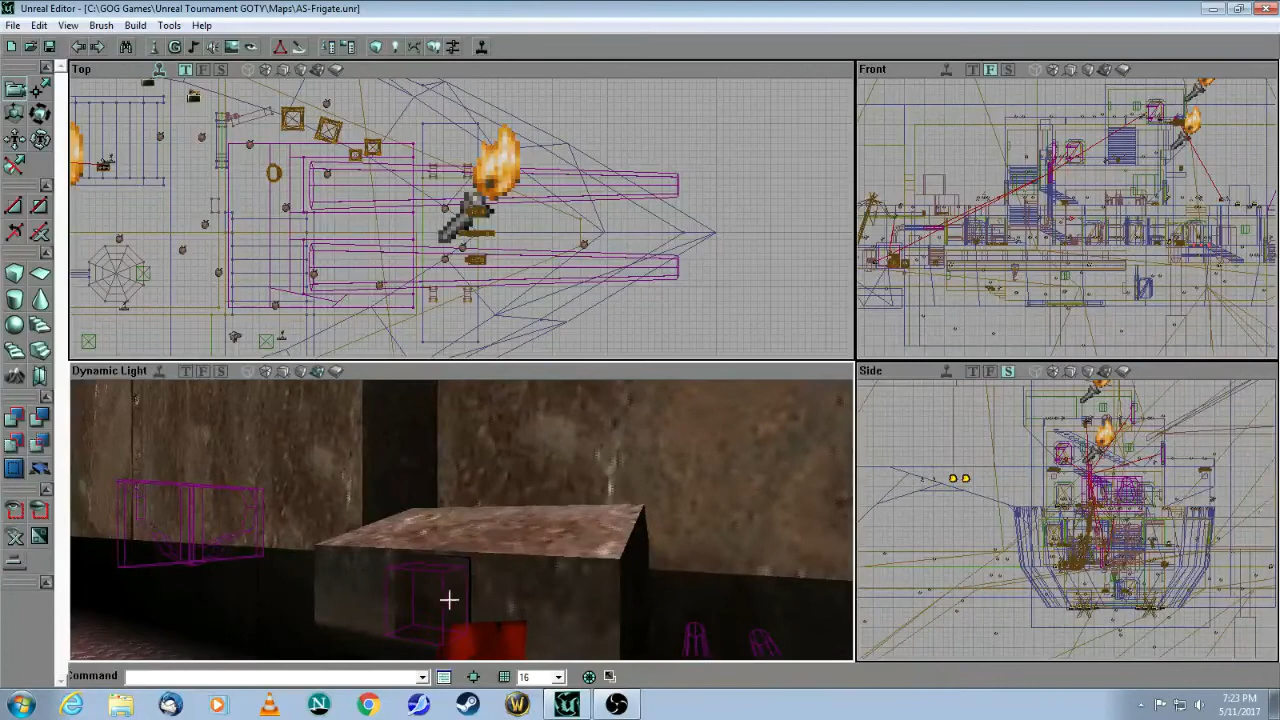 Unreal Editor - [C:\GOG Games\Unreal Tournament GOTY\Maps\AS-Frigate.unr]
File Edit View Brush Build Tools Help
Top T F S
Front T F S
Dynamic Light T F S
Side T F S
Command
16
7:23 PM
5/11/2017